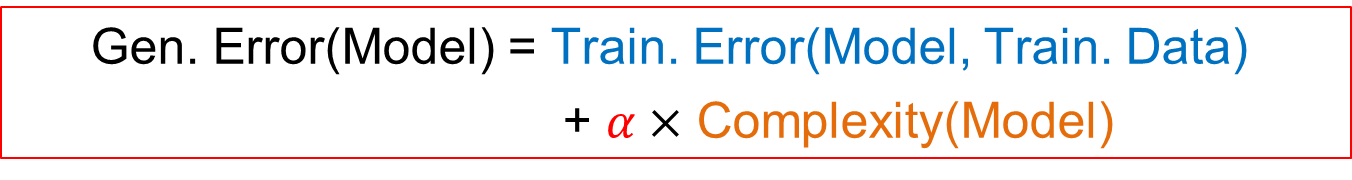 Gen. Error(Model) = Train. Error(Model, Train. Data)
+ 𝛼 × Complexity(Model)